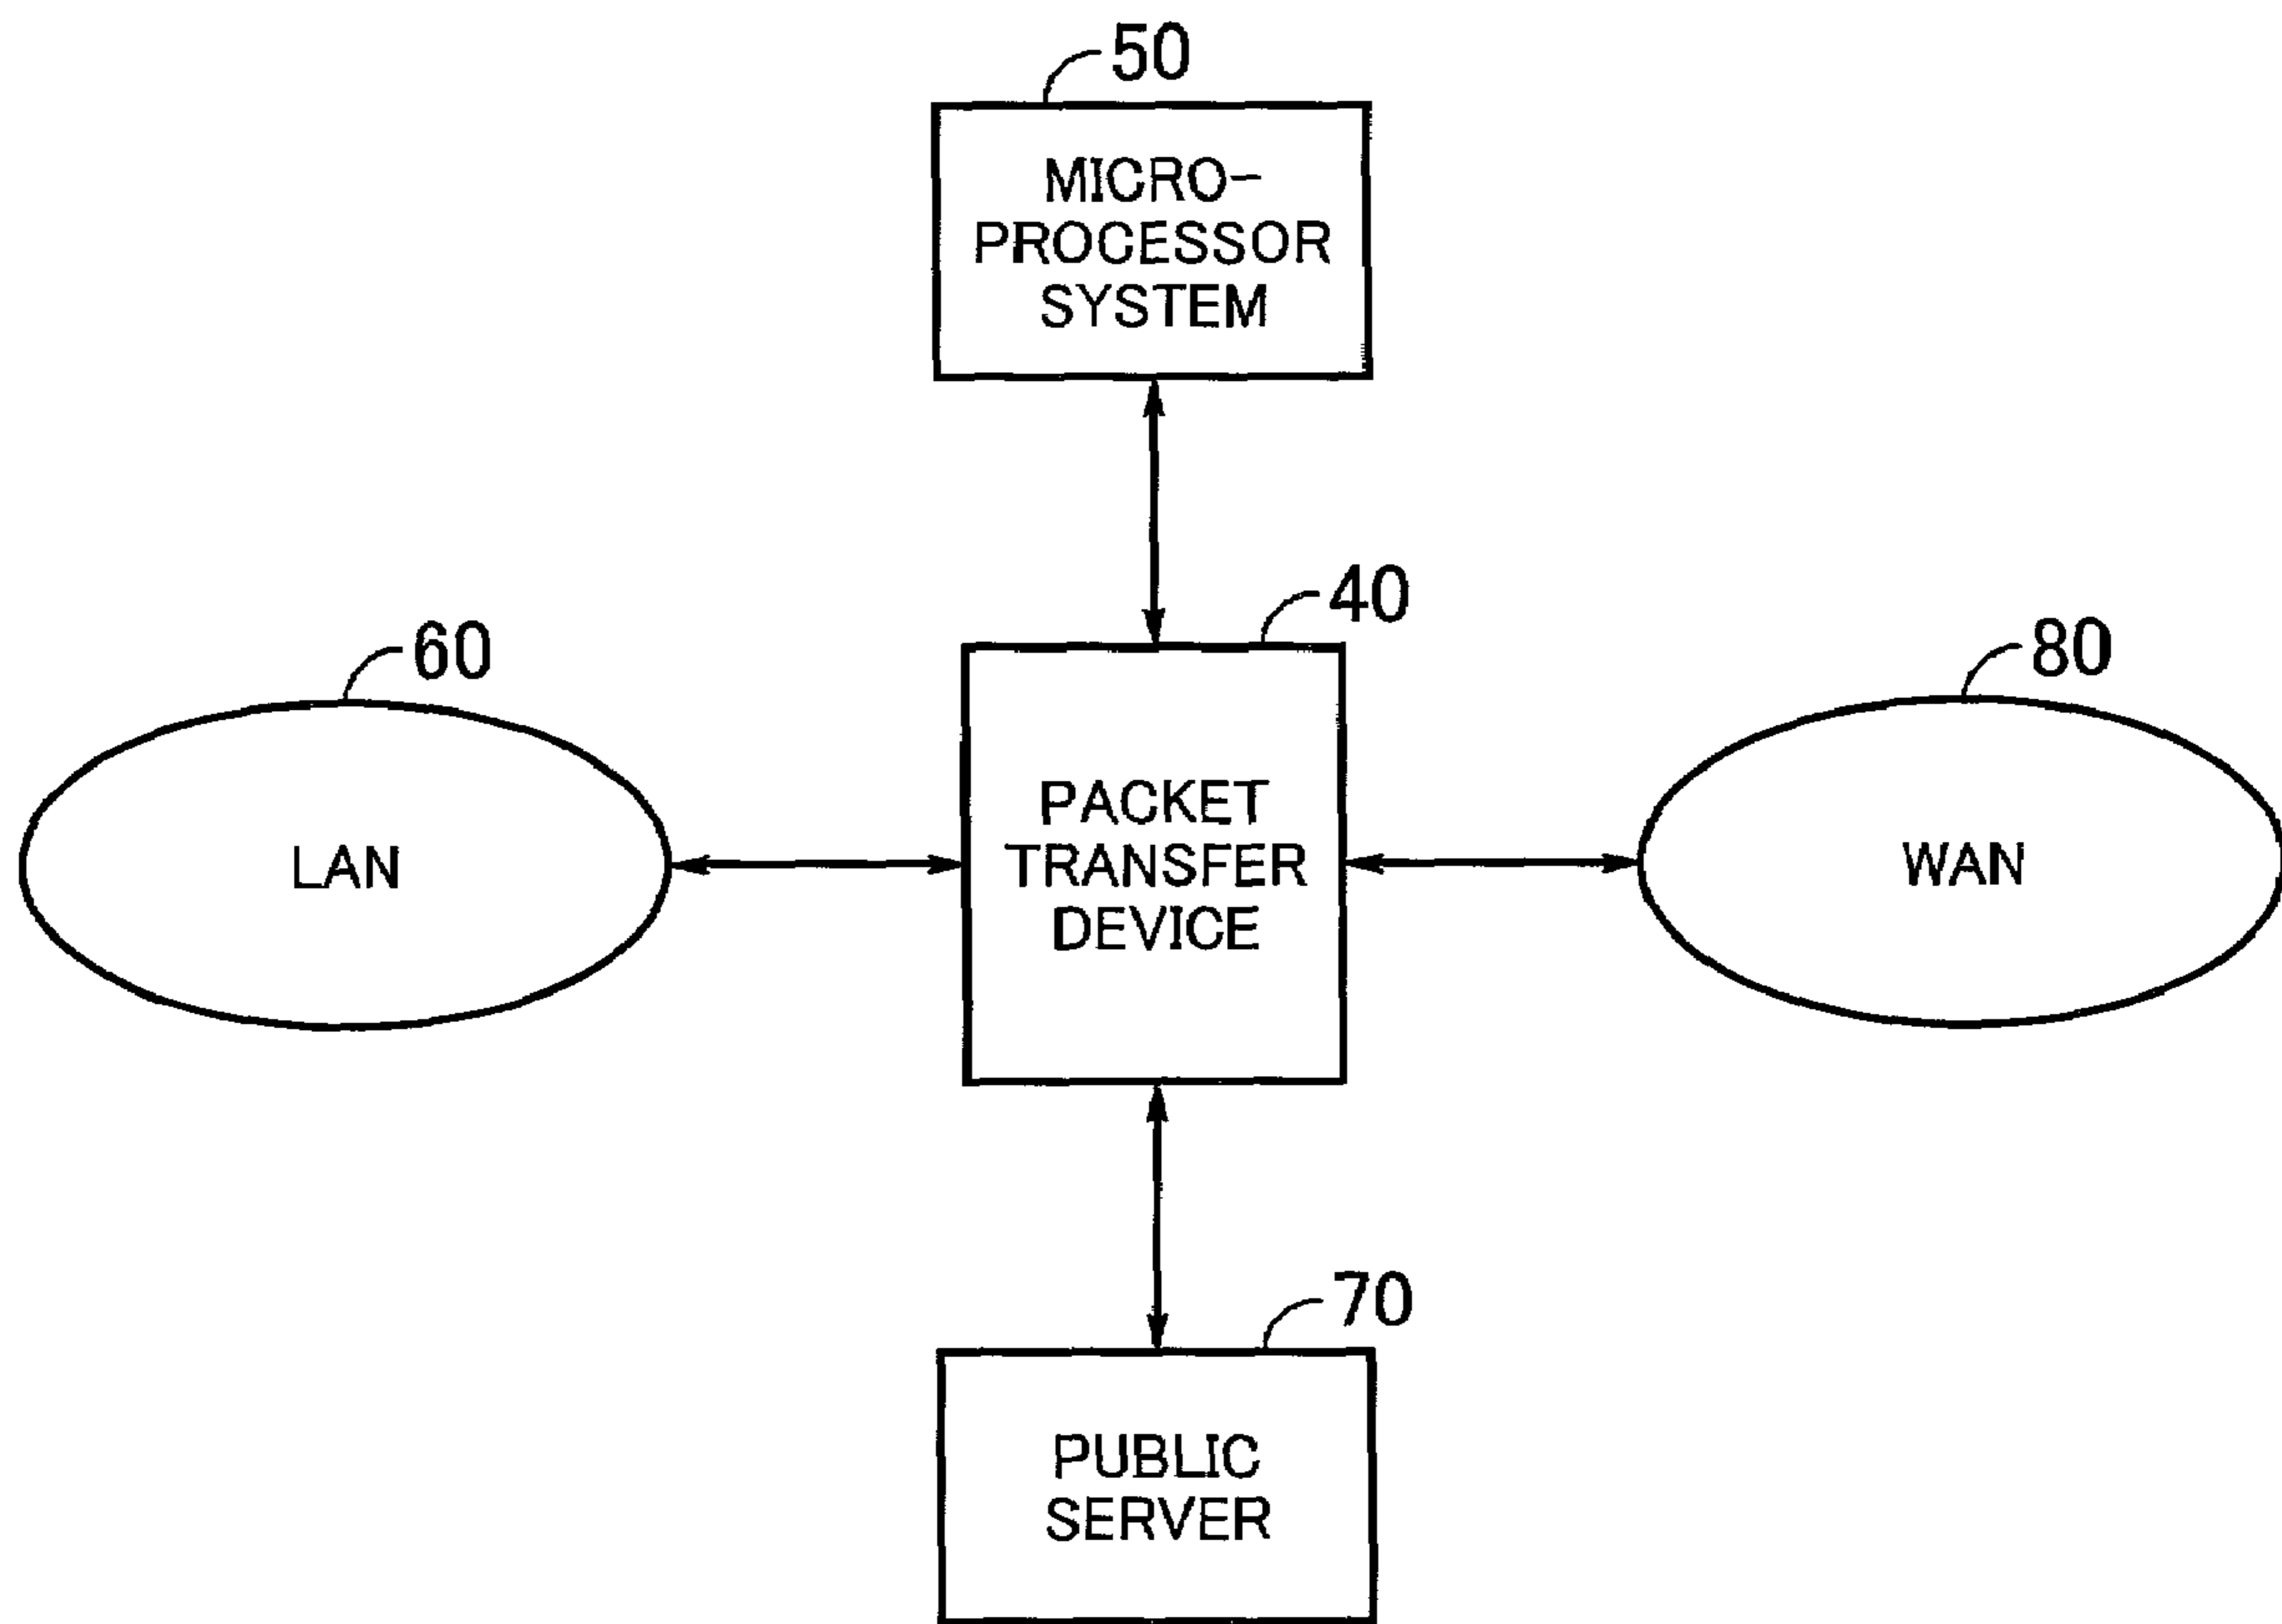 50
MICRO-
PROCESSOR
SYSTEM
40
60
80
PACKET
TRANSFER
DEVICE
LAN
WAN
70
PUBLIC
SERVER